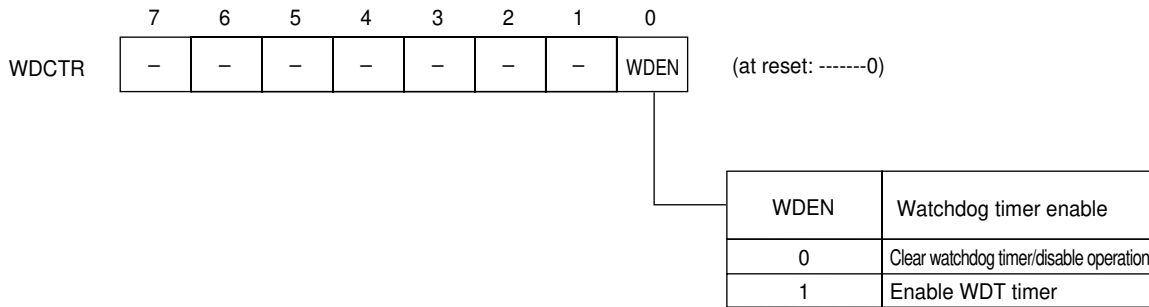 7 6 5 4 3 2 1 0
WDCTR – – – – – – – WDEN (at reset: -------0)
WDEN Watchdog timer enable
0 Clear watchdog timer/disable operation
1 Enable WDT timer